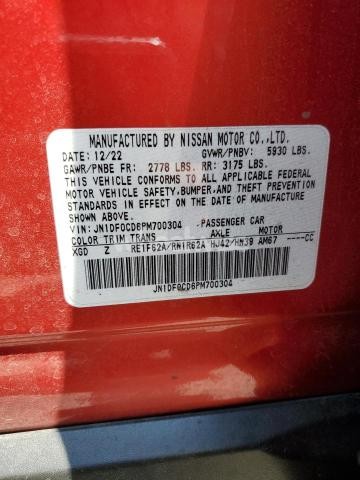 MANUFACTURED BY NISSAN MOTOR CO., LTD.
DATE: 12/22 GVWR/PNBV: 5930 LBS.
GAWR/PNBE FR: 2778 LBS. RR: 3175 LBS.
THIS VEHICLE CONFORMS TO ALL APPLICABLE FEDERAL
MOTOR VEHICLE SAFETY, BUMPER, AND THEFT PREVENTION
STANDARDS IN EFFECT ON THE DATE OF MANUFACTURE
SHOWN ABOVE.
VIN: JN1DF0CD6PM700304 PASSENGER CAR
COLOR TRIM TRANS AXLE MOTOR
XGD Z RE1F62A/RN1R62A HJ42/HN39 AM67 ----CC
JN1DF0CD6PM700304